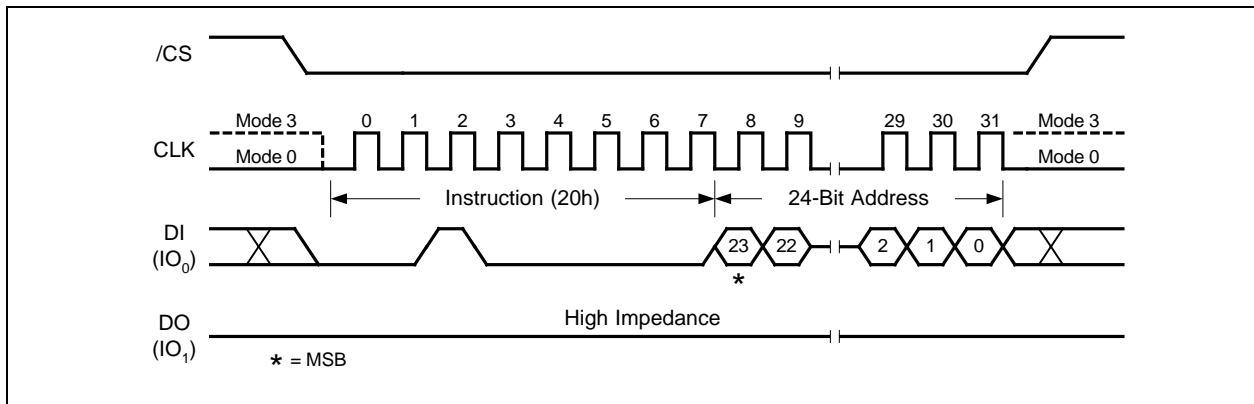 /CS
Mode 3 0 1 2 3 4 5 6 7 8 9 29 30 31 Mode 3
CLK
Mode 0 Mode 0
Instruction (20h) 24-Bit Address
DI
(IO0)
23 22 2 1 0
*
High Impedance
DO
(IO1)
* = MSB